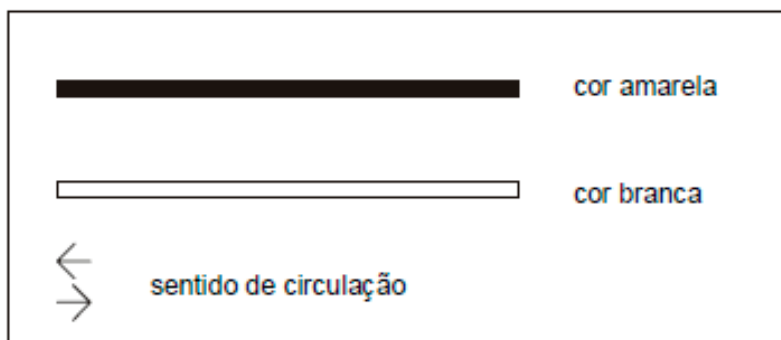 cor amarela
cor branca
sentido de circulação